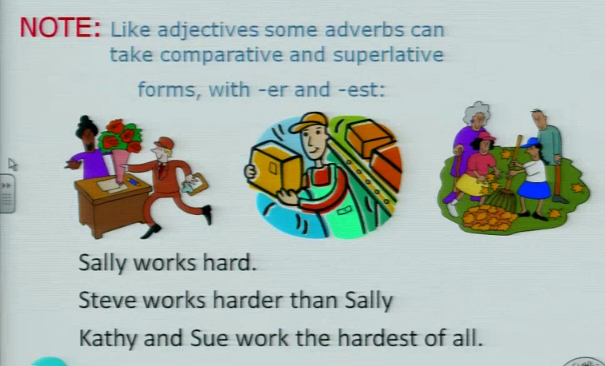 NOTE: Like adjectives some adverbs can
take comparative and superlative
forms, with -er and -est:
Sally works hard.
Steve works harder than Sally
Kathy and Sue work the hardest of all.